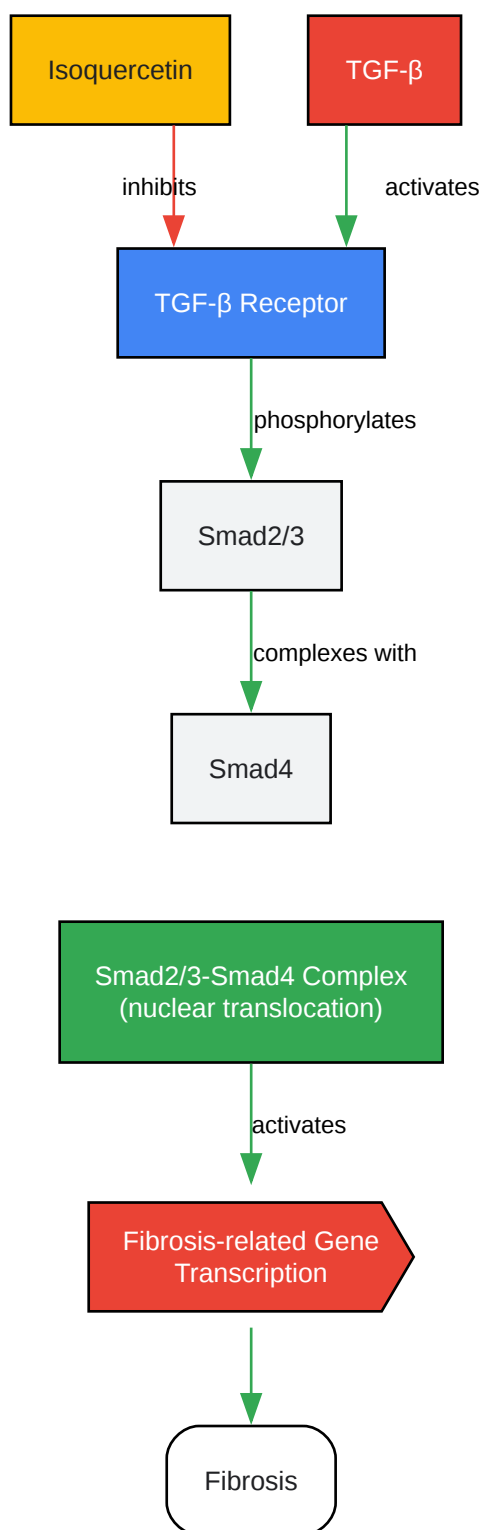 Isoquercetin
TGF-β
inhibits
activates
TGF-β Receptor
phosphorylates
Smad2/3
complexes with
Smad4
Smad2/3-Smad4 Complex
(nuclear translocation)
activates
Fibrosis-related Gene
Transcription
Fibrosis